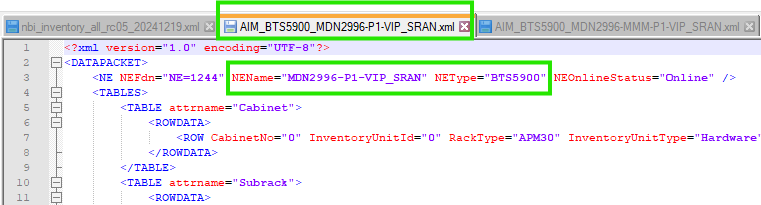 nbi_inventory_all_rc05_20241219.xml AIM_BTS5900_MDN2996-P1-VIP_SRAN.xml AIM_BTS5900_MDN2996-MMM-P1-VIP_SRAN.xml
1 <?xml version="1.0" encoding="UTF-8"?>
2 <DATAPACKET>
3 <NE NEFdn="NE=1244" NEName="MDN2996-P1-VIP_SRAN" NEType="BTS5900" NEOnlineStatus="Online" />
4 <TABLES>
5 <TABLE attrname="Cabinet">
6 <ROWDATA>
7 <ROW CabinetNo="0" InventoryUnitId="0" RackType="APM30" InventoryUnitType="Hardware"
8 </ROWDATA>
9 </TABLE>
10 <TABLE attrname="Subrack">
11 <ROWDATA>